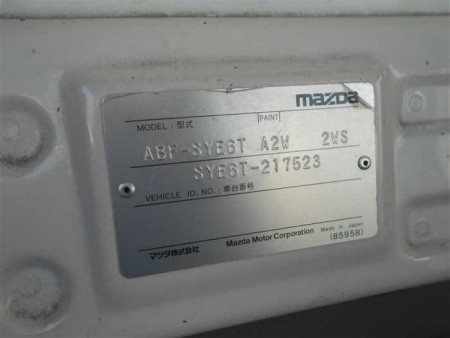 mazda
MODEL : 型式 PAINT
ABF-SYE6T A2W 2WS
SYE6T-217523
VEHICLE ID. NO. : 車台番号
マツダ株式会社 Mazda Motor Corporation Made in Japan
(8595B)